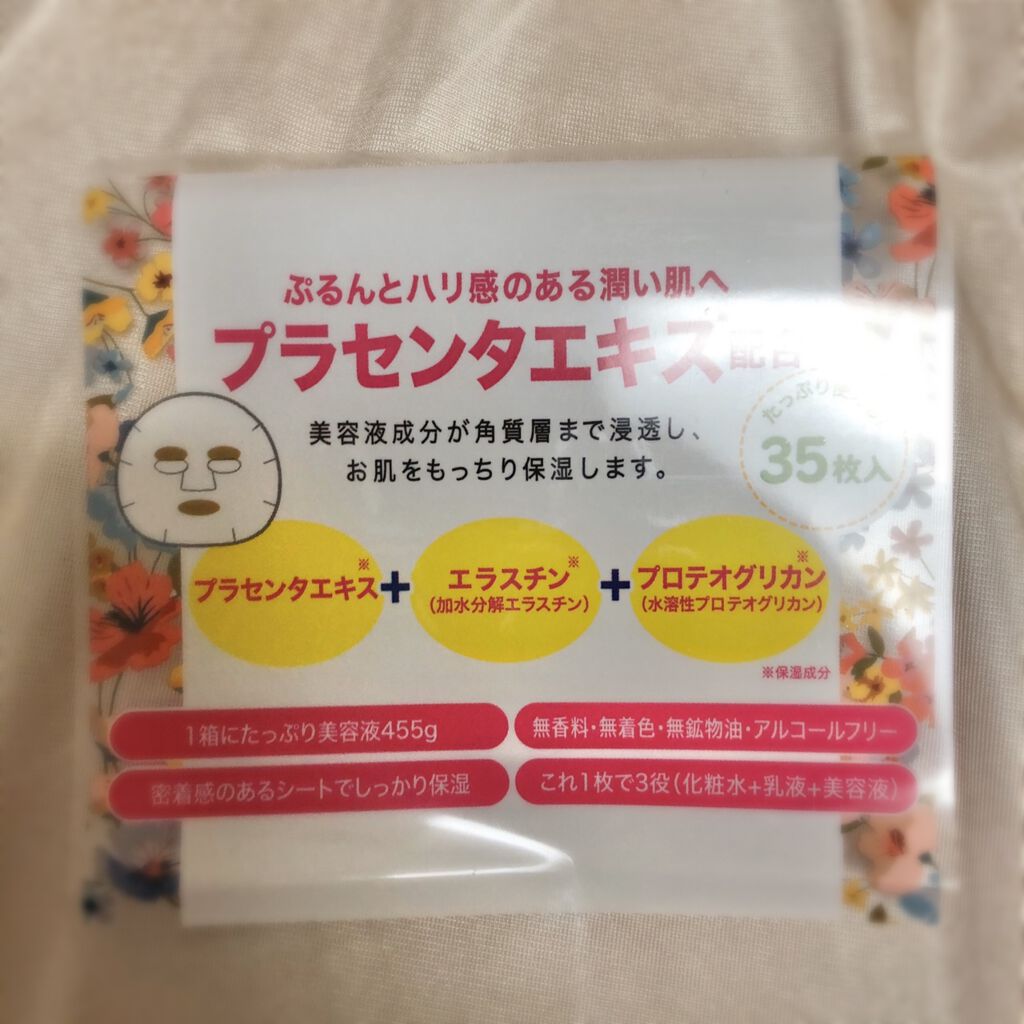 ぷるんとハリ感のある潤い肌へ
プラセンタエキス配合
美容液成分が角質層まで浸透し、
お肌をもっちり保湿します。
たっぷり
35枚入
プラセンタエキス※+エラスチン※+プロテオグリカン※
(加水分解エラスチン) (水溶性プロテオグリカン)
※保湿成分
1箱にたっぷり美容液455g
無香料・無着色・無鉱物油・アルコールフリー
密着感のあるシートでしっかり保湿
これ1枚で3役(化粧水+乳液+美容液)